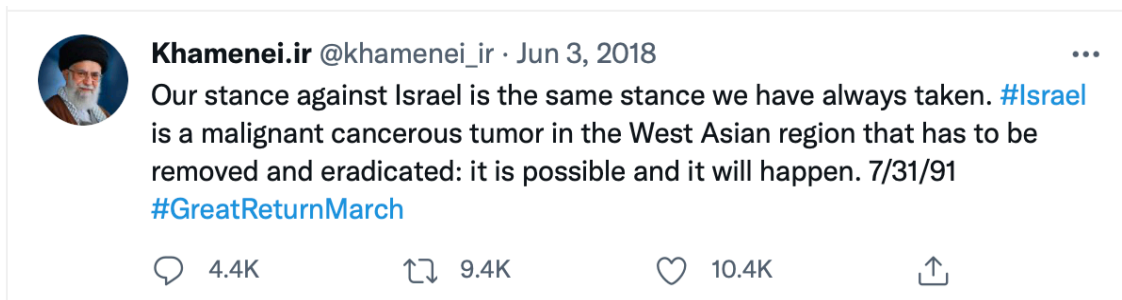 Khamenei.ir @khamenei_ir · Jun 3, 2018
Our stance against Israel is the same stance we have always taken. #Israel
is a malignant cancerous tumor in the West Asian region that has to be
removed and eradicated: it is possible and it will happen. 7/31/91
#GreatReturnMarch
4.4K 9.4K 10.4K